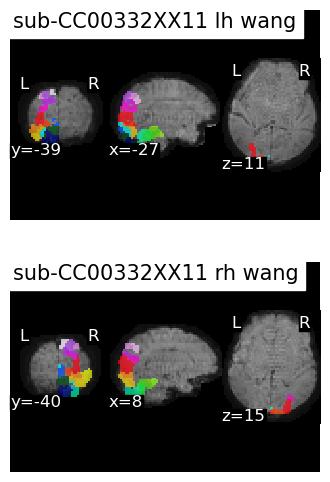 sub-CC00332XX11 lh wang
L R
L R
y=-39 x=-27 z=11
sub-CC00332XX11 rh wang
L R
L R
y=-40 x=8 z=15